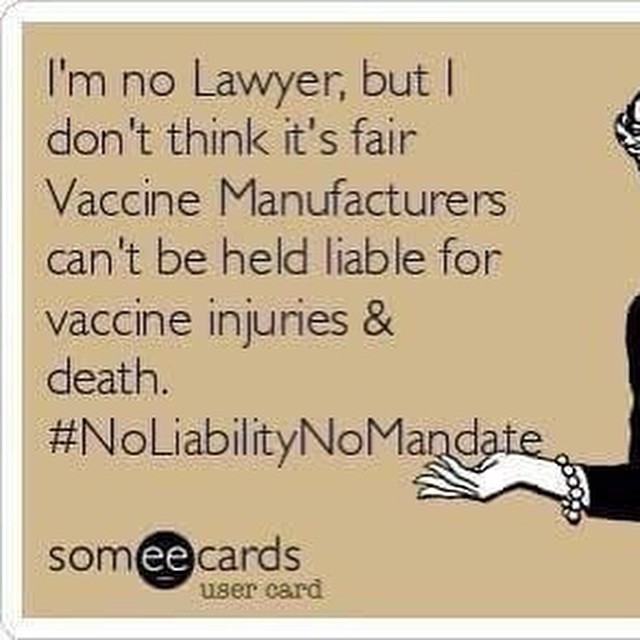 I'm no Lawyer, but I
don't think it's fair
Vaccine Manufacturers
can't be held liable for
vaccine injuries &
death.
#NoLiabilityNoMandate
someecards
user card